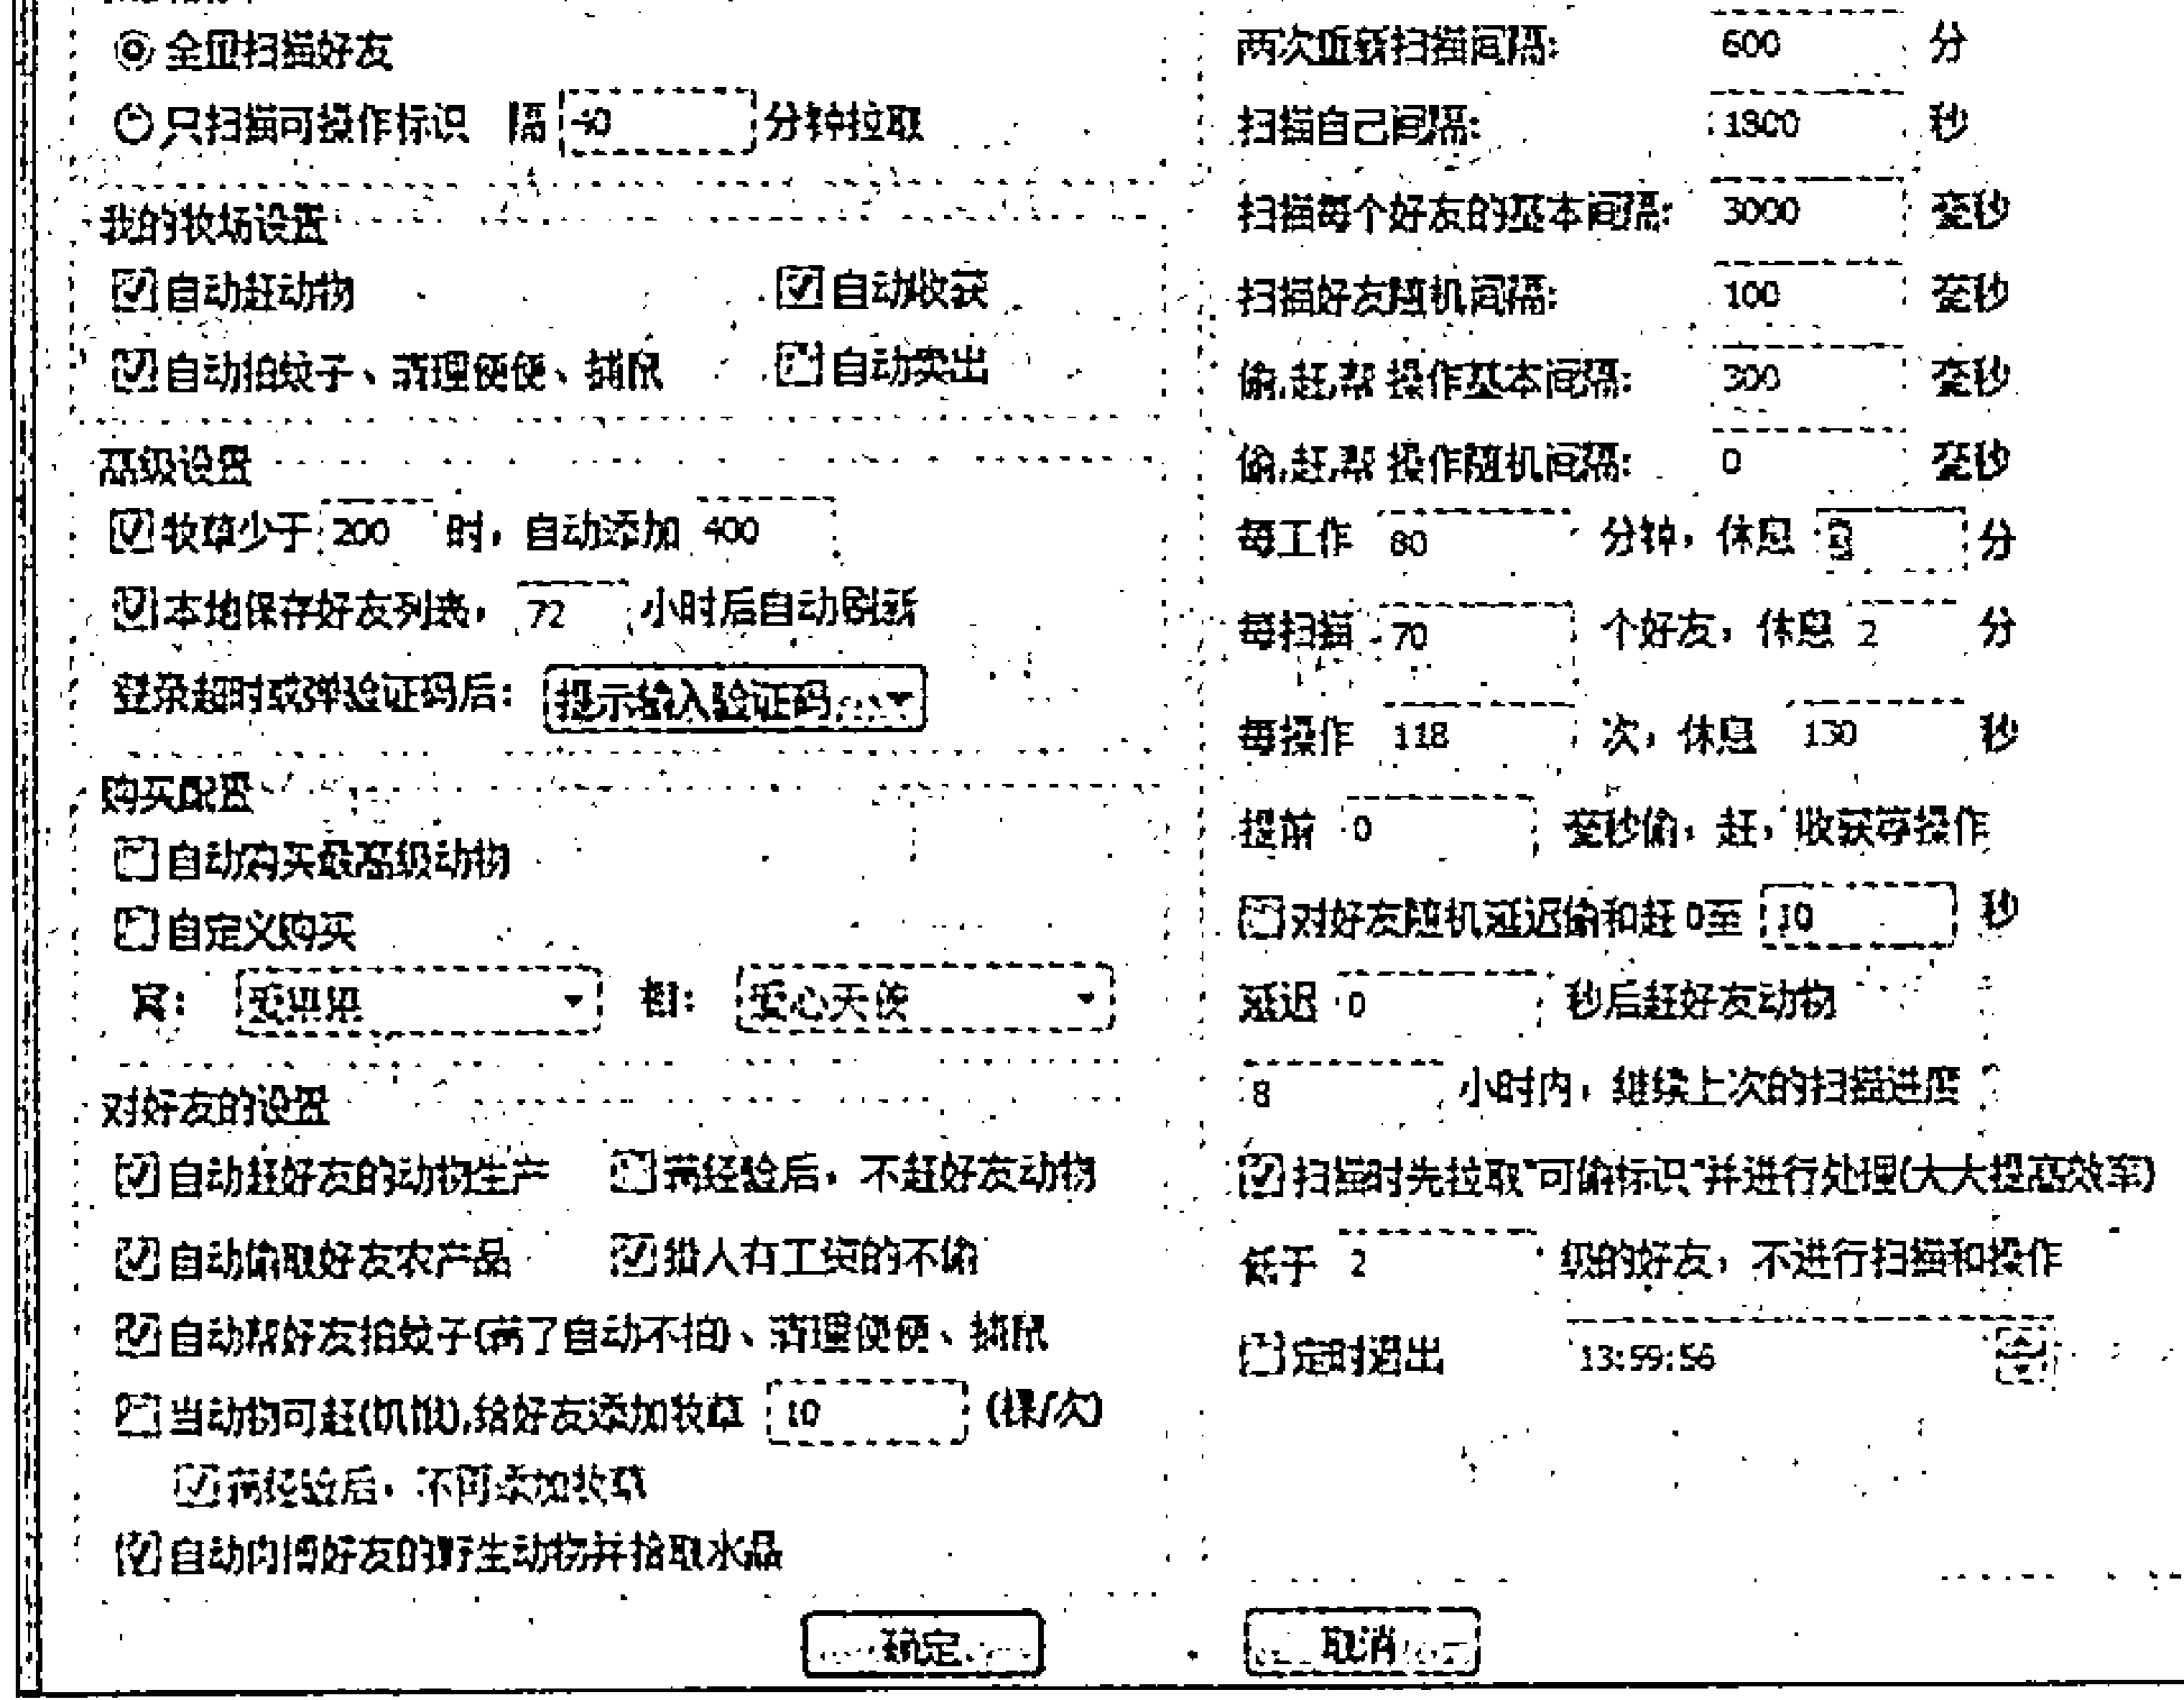 全面扫描好友
只扫描可操作标识 隔 40 分钟拉取
我的牧场设置
自动赶动物 自动收获
自动拍蚊子、清理便便、捕鼠 自动卖出
高级设置
牧草少于 200 时，自动添加 400
本地保存好友列表， 72 小时后自动刷新
登录超时或弹验证码后： 提示输入验证码
购买配置
自动购买最高级动物
自定义购买
窝： 爱心天使
对好友的设置
自动赶好友的动物生产 满经验后，不赶好友动物
自动偷取好友农产品 猎人有工资的不偷
自动帮好友拍蚊子(满了自动不拍)、清理便便、捕鼠
当动物可赶(饥饿),给好友添加牧草 10 (棵/次)
满经验后，不再添加牧草
自动肉搏好友的野生动物并拾取水晶
两次重新扫描间隔: 600 分
扫描自己间隔: 1800 秒
扫描每个好友的基本间隔: 3000 毫秒
扫描好友随机间隔: 100 毫秒
偷,赶,帮 操作基本间隔: 300 毫秒
偷,赶,帮 操作随机间隔: 0 毫秒
每工作 80 分钟，休息 分
每扫描 70 个好友，休息 2 分
每操作 118 次，休息 130 秒
提前 0 毫秒偷，赶，收获等操作
对好友随机延迟偷和赶 0至 10 秒
延迟 0 秒后赶好友动物
8 小时内，继续上次的扫描进度
扫描时先拉取"可偷标识"并进行处理(大大提高效率)
低于 2 级的好友，不进行扫描和操作
定时退出 13:59:56
确定 取消